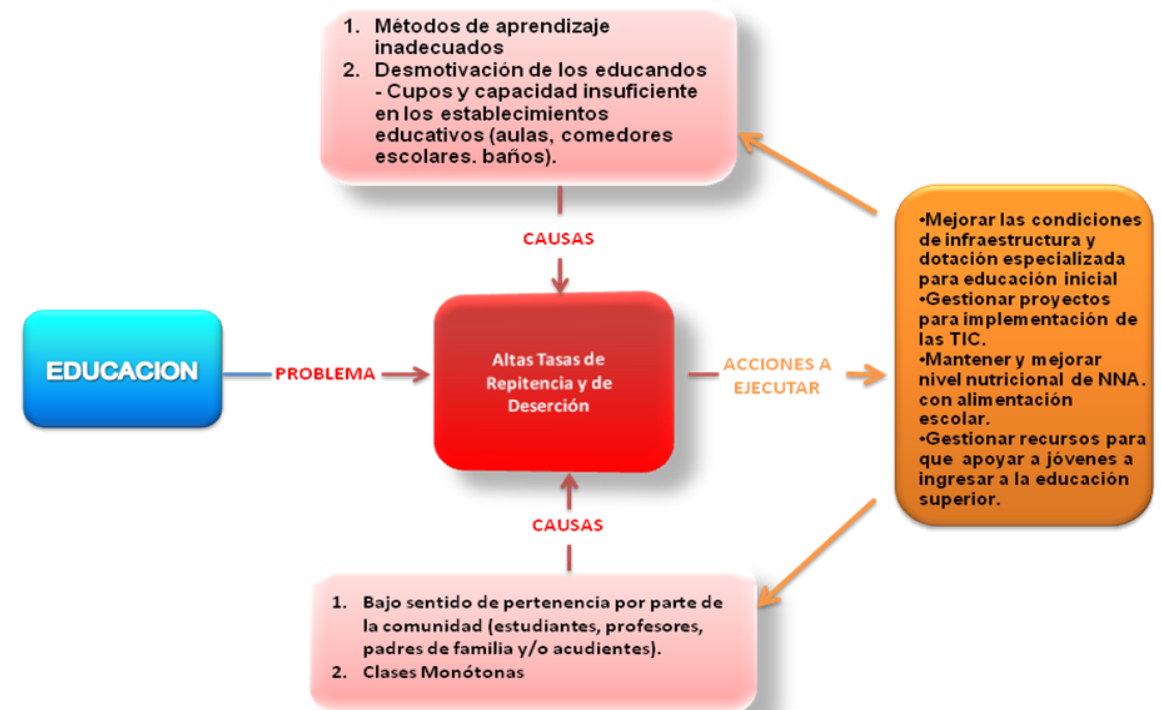 1. Métodos de aprendizaje
inadecuados
2. Desmotivación de los educandos
- Cupos y capacidad insuficiente
en los establecimientos
educativos (aulas, comedores
escolares. baños).
CAUSAS
EDUCACION
PROBLEMA
Altas Tasas de
Repitencia y de
Deserción
ACCIONES A
EJECUTAR
•Mejorar las condiciones
de infraestructura y
dotación especializada
para educación inicial
•Gestionar proyectos
para implementación de
las TIC.
•Mantener y mejorar
nivel nutricional de NNA.
con alimentación
escolar.
•Gestionar recursos para
que apoyar a jóvenes a
ingresar a la educación
superior.
CAUSAS
1. Bajo sentido de pertenencia por parte de
la comunidad (estudiantes, profesores,
padres de familia y/o acudientes).
2. Clases Monótonas